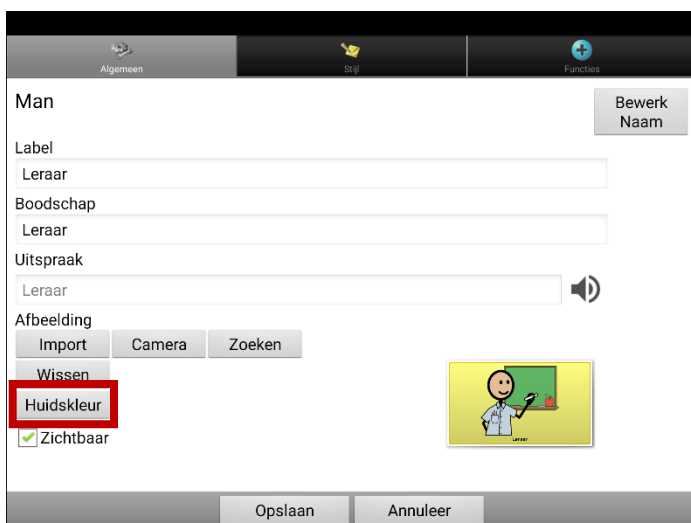 Algemeen Stijl Functies
Man
Bewerk
Naam
Label
Leraar
Boodschap
Leraar
Uitspraak
Leraar
Afbeelding
Import Camera Zoeken
Wissen
Huidskleur
Zichtbaar
Leraar
Opslaan Annuleer